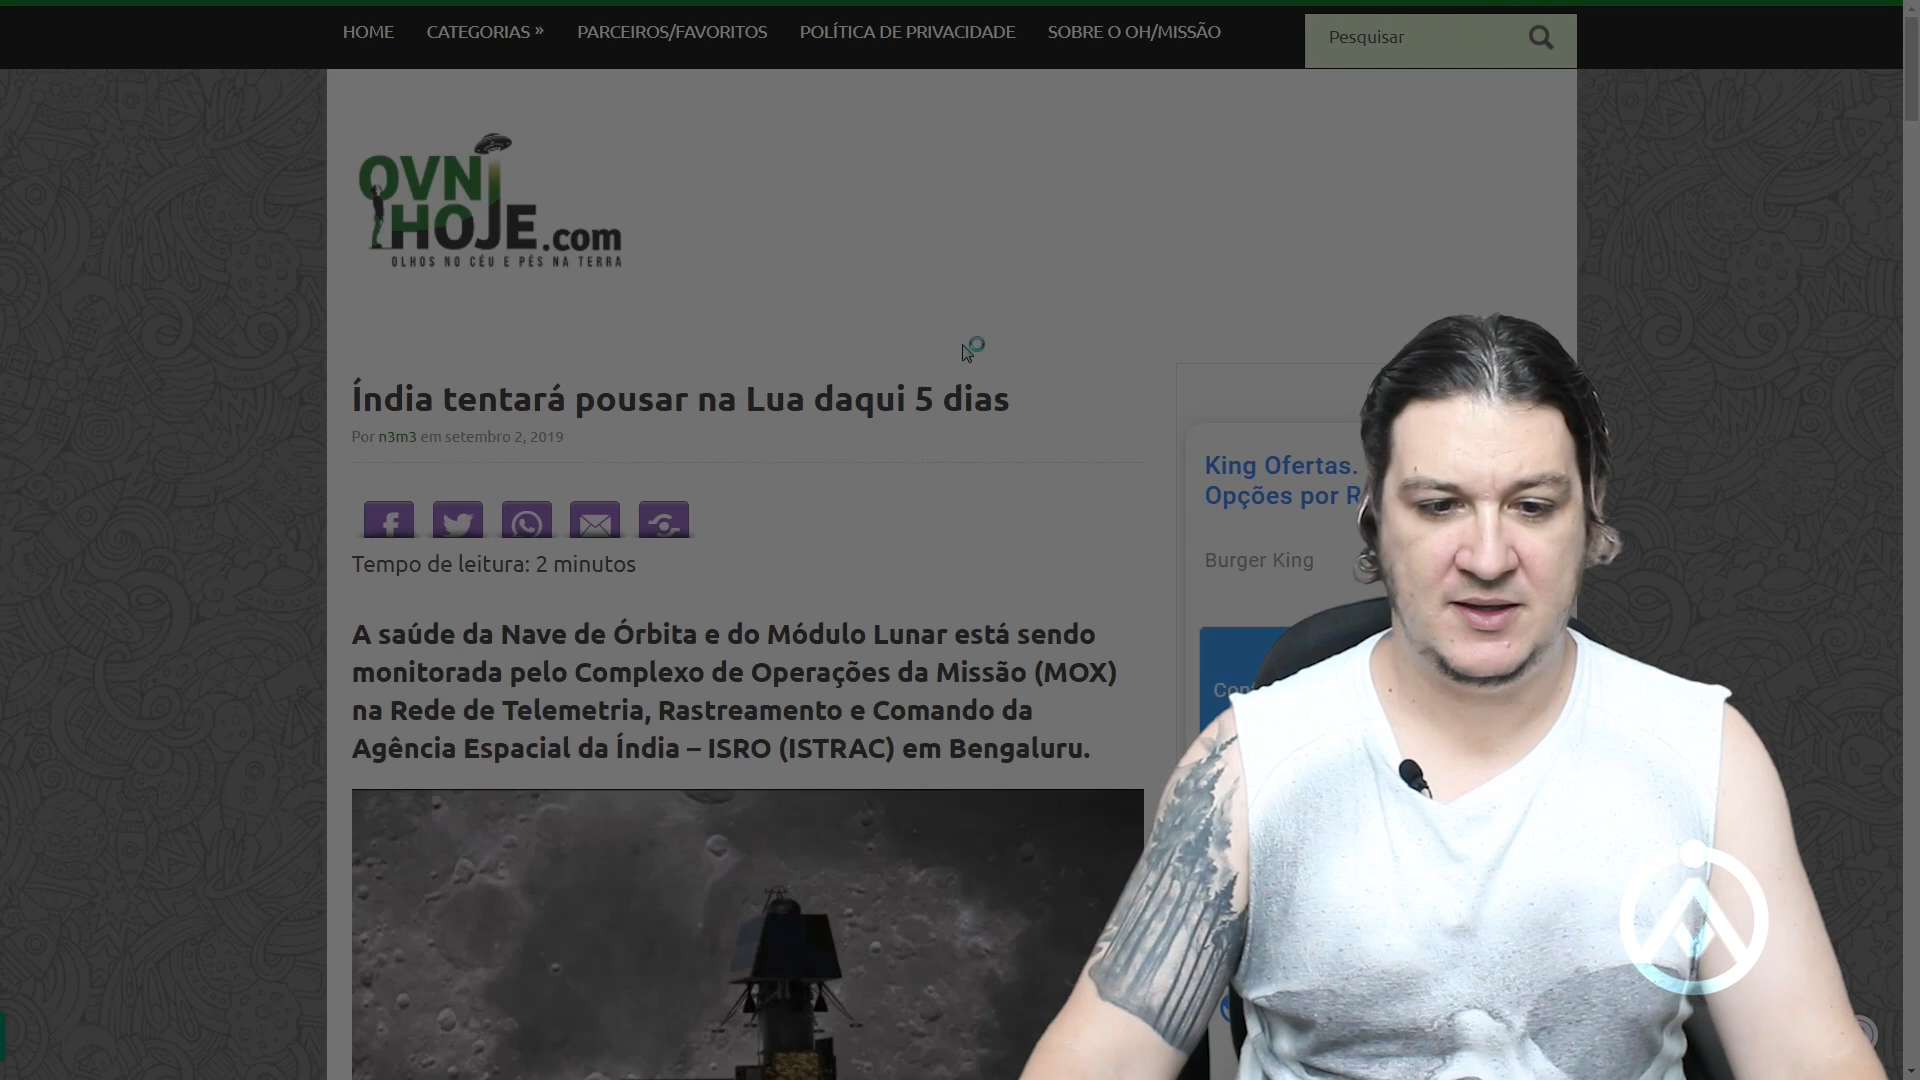 HOME
CATEGORIAS »
PARCEIROS/FAVORITOS
POLÍTICA DE PRIVACIDADE
SOBRE O OH/MISSÃO
Pesquisar
OVNI
HOJE.com
OLHOS NO CÉU E PÉS NA TERRA
Índia tentará pousar na Lua daqui 5 dias
Por n3m3 em setembro 2, 2019
Tempo de leitura: 2 minutos
A saúde da Nave de Órbita e do Módulo Lunar está sendo
monitorada pelo Complexo de Operações da Missão (MOX)
na Rede de Telemetria, Rastreamento e Comando da
Agência Espacial da Índia – ISRO (ISTRAC) em Bengaluru.
King Ofertas.
Opções por R
Burger King